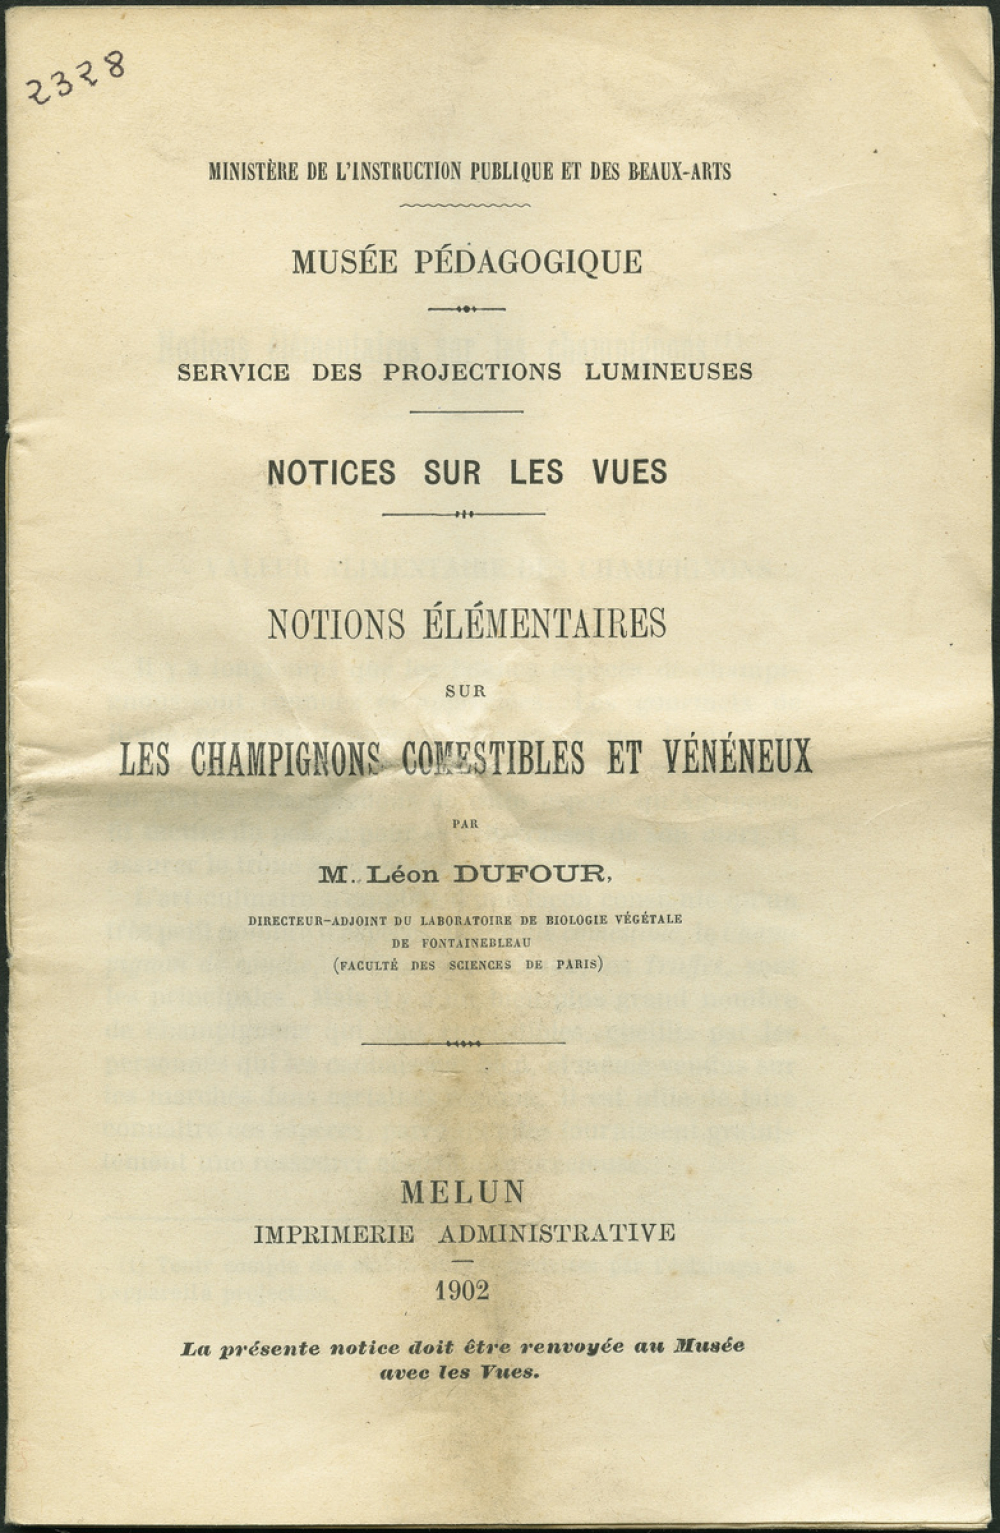 2328
MINISTÈRE DE L'INSTRUCTION PUBLIQUE ET DES BEAUX-ARTS
MUSÉE PÉDAGOGIQUE
SERVICE DES PROJECTIONS LUMINEUSES
NOTICES SUR LES VUES
NOTIONS ÉLÉMENTAIRES
SUR
LES CHAMPIGNONS COMESTIBLES ET VÉNÉNEUX
PAR
M. Léon DUFOUR,
DIRECTEUR-ADJOINT DU LABORATOIRE DE BIOLOGIE VÉGÉTALE
DE FONTAINEBLEAU
(FACULTÉ DES SCIENCES DE PARIS)
MELUN
IMPRIMERIE ADMINISTRATIVE
1902
La présente notice doit être renvoyée au Musée
avec les Vues.